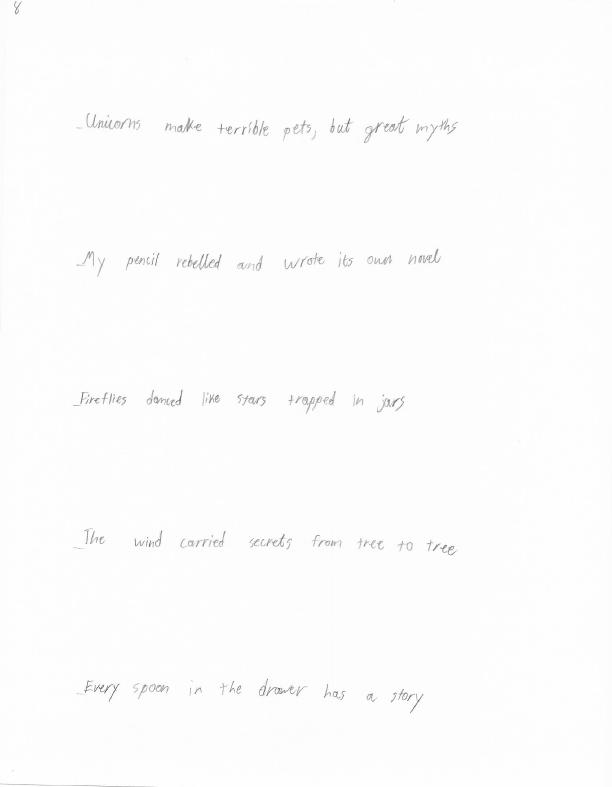 8
Unicorns make terrible pets, but great myths
My pencil rebelled and wrote its own novel
Fireflies danced like stars trapped in jars
The wind carried secrets from tree to tree
Every spoon in the drawer has a story